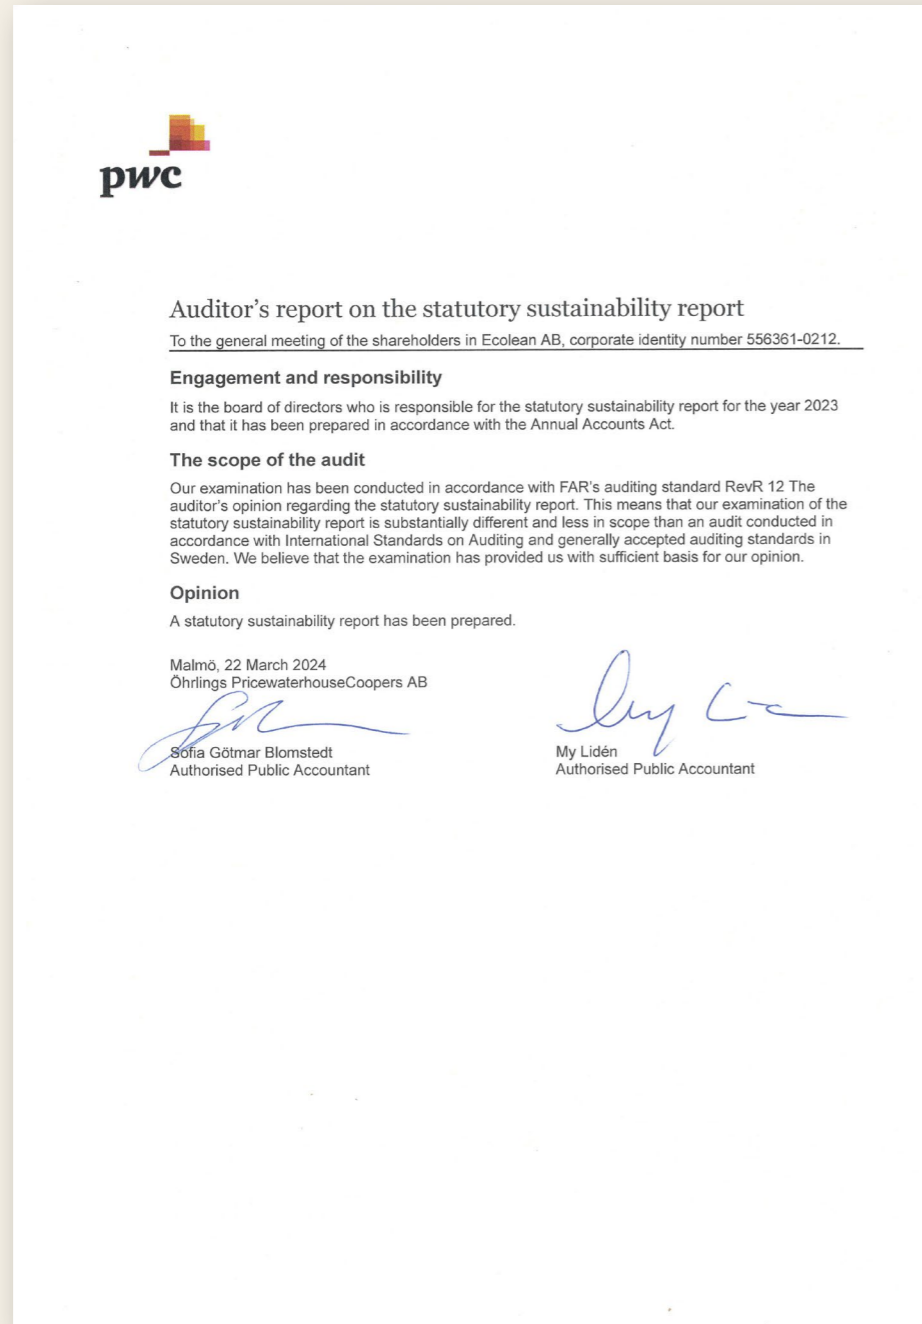 pwc
Auditor's report on the statutory sustainability report
To the general meeting of the shareholders in Ecolean AB, corporate identity number 556361-0212.
Engagement and responsibility
It is the board of directors who is responsible for the statutory sustainability report for the year 2023
and that it has been prepared in accordance with the Annual Accounts Act.
The scope of the audit
Our examination has been conducted in accordance with FAR's auditing standard RevR 12 The
auditor's opinion regarding the statutory sustainability report. This means that our examination of the
statutory sustainability report is substantially different and less in scope than an audit conducted in
accordance with International Standards on Auditing and generally accepted auditing standards in
Sweden. We believe that the examination has provided us with sufficient basis for our opinion.
Opinion
A statutory sustainability report has been prepared.
Malmö, 22 March 2024
Öhrlings PricewaterhouseCoopers AB
Sofia Götmar Blomstedt
Authorised Public Accountant
My Lidén
Authorised Public Accountant